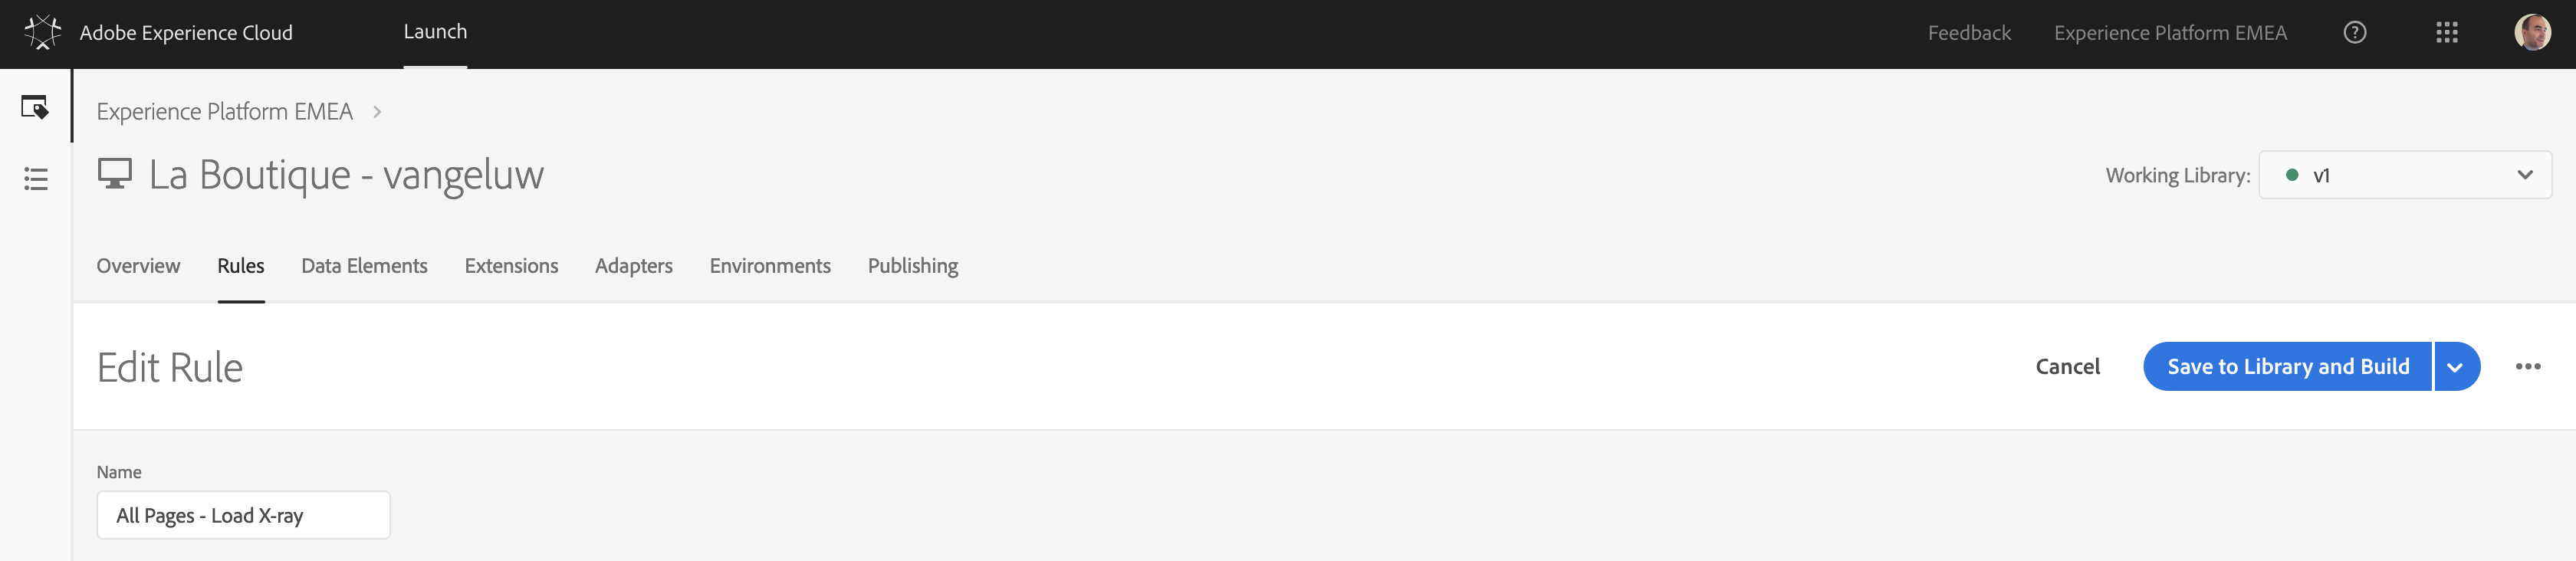 Adobe Experience Cloud
Launch
Feedback
Experience Platform EMEA
Experience Platform EMEA
La Boutique - vangeluw
Working Library:
v1
Overview
Rules
Data Elements
Extensions
Adapters
Environments
Publishing
Edit Rule
Cancel
Save to Library and Build
Name
All Pages - Load X-ray